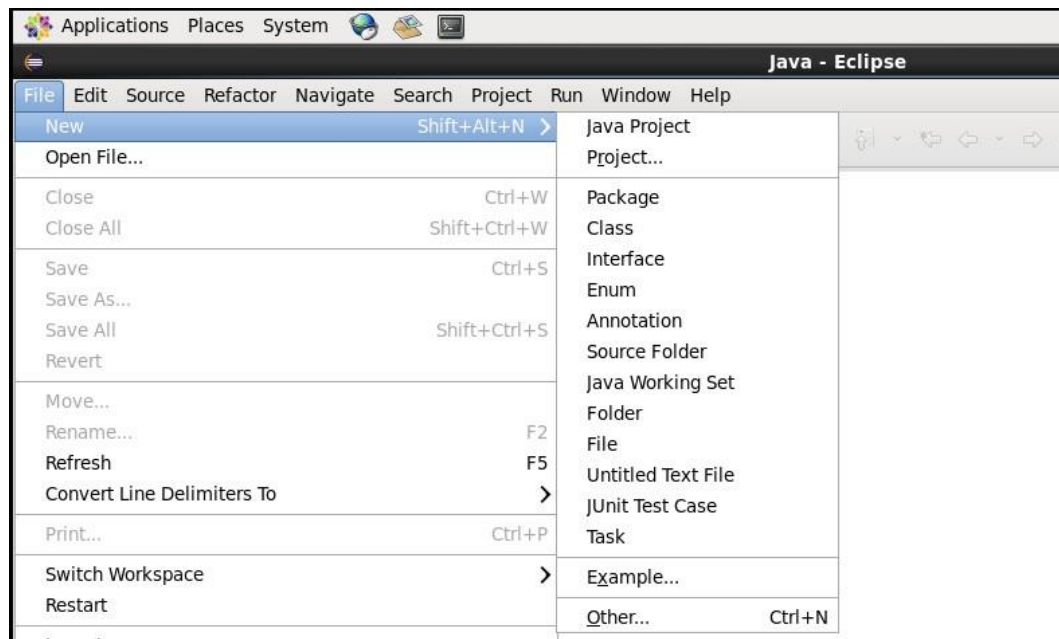 Applications Places System
Java - Eclipse
File Edit Source Refactor Navigate Search Project Run Window Help
New Shift+Alt+N
Open File...
Close Ctrl+W
Close All Shift+Ctrl+W
Save Ctrl+S
Save As...
Save All Shift+Ctrl+S
Revert
Move...
Rename... F2
Refresh F5
Convert Line Delimiters To
Print... Ctrl+P
Switch Workspace
Restart
Java Project
Project...
Package
Class
Interface
Enum
Annotation
Source Folder
Java Working Set
Folder
File
Untitled Text File
JUnit Test Case
Task
Example...
Other... Ctrl+N